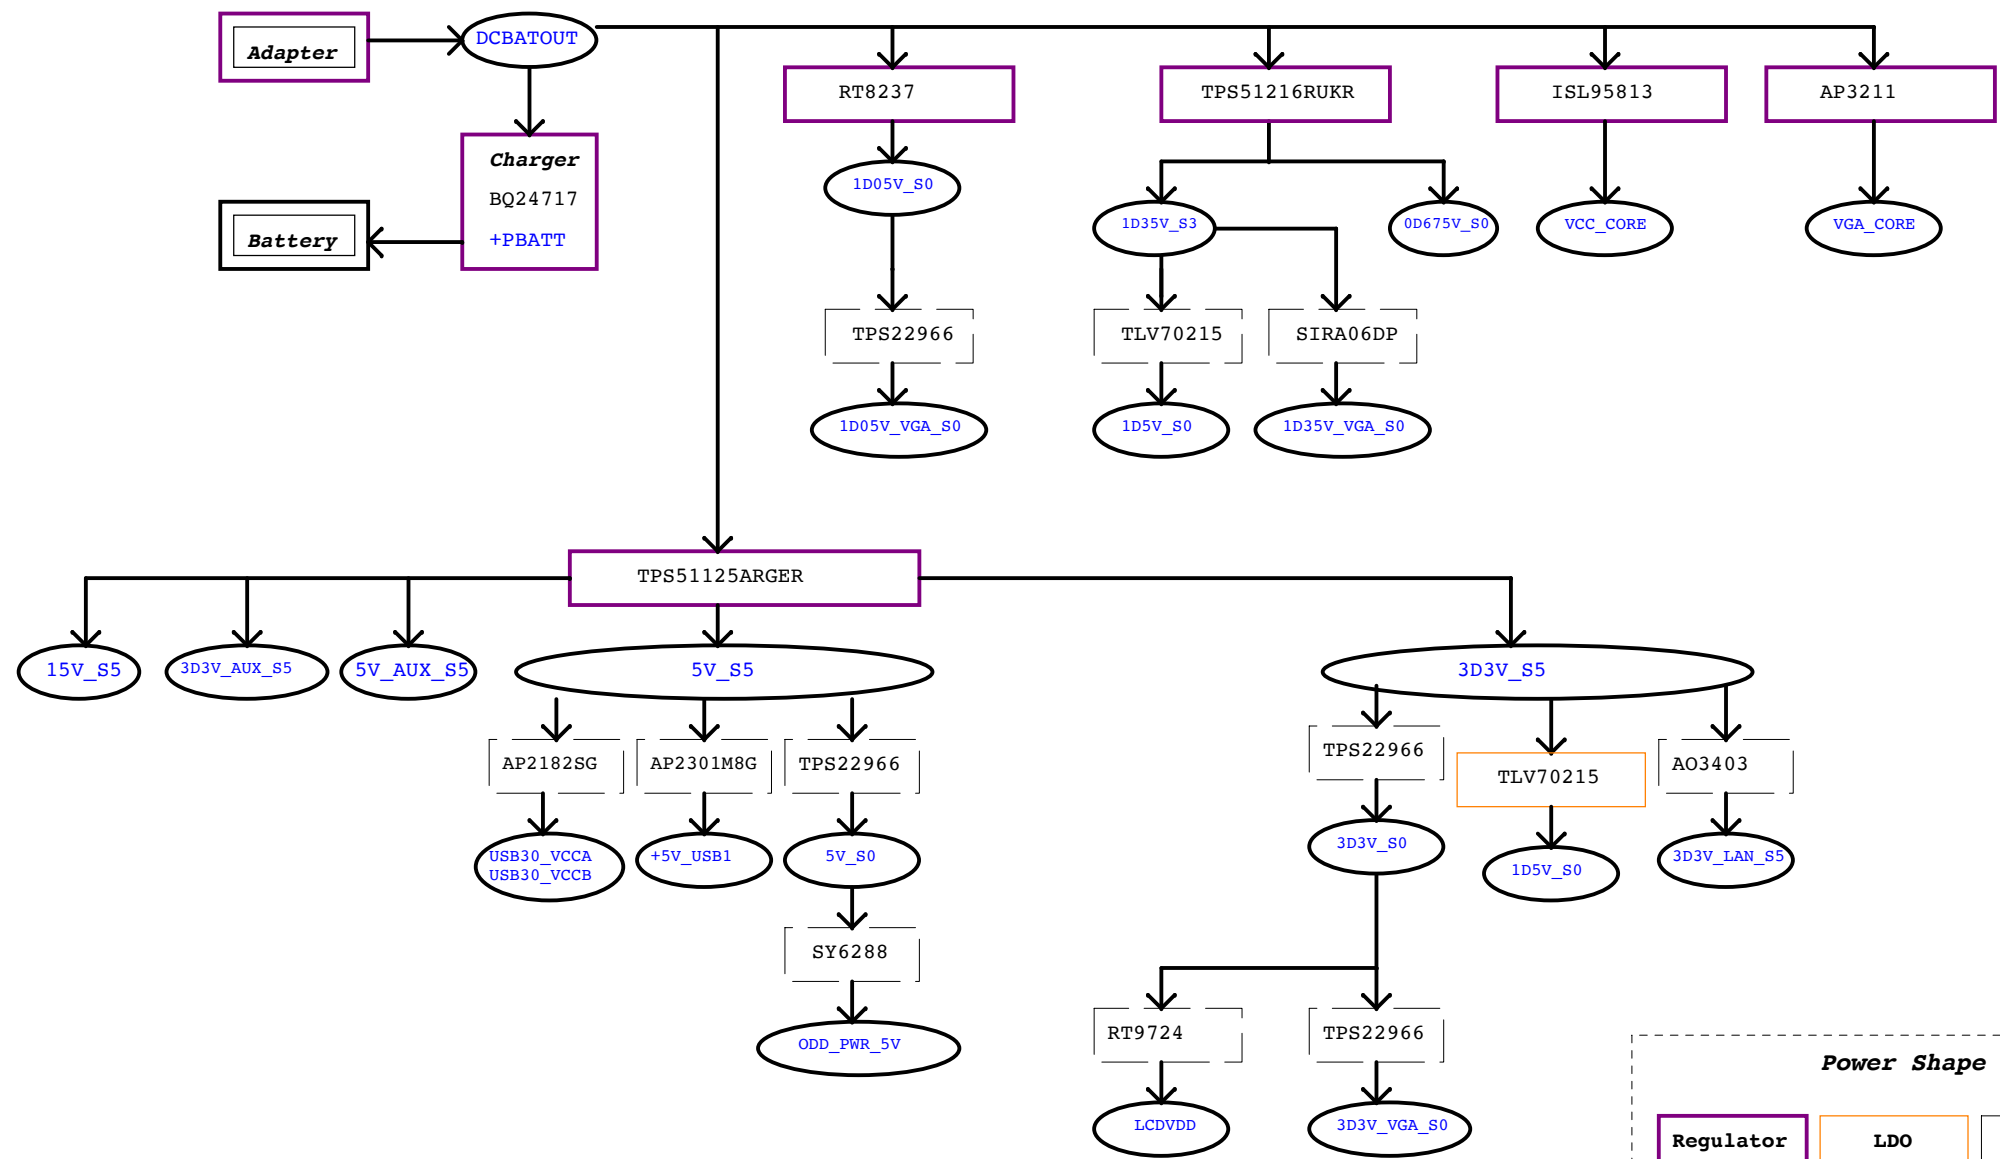 Adapter
DCBATOUT
RT8237
TPS51216RUKR
ISL95813
AP3211
Charger
BQ24717
+PBATT
Battery
1D05V_S0
1D35V_S3
0D675V_S0
VCC_CORE
VGA_CORE
TPS22966
TLV70215
SIRA06DP
1D05V_VGA_S0
1D5V_S0
1D35V_VGA_S0
TPS51125ARGER
15V_S5
3D3V_AUX_S5
5V_AUX_S5
5V_S5
3D3V_S5
AP2182SG
AP2301M8G
TPS22966
TPS22966
TLV70215
AO3403
USB30_VCCA
USB30_VCCB
+5V_USB1
5V_S0
3D3V_S0
1D5V_S0
3D3V_LAN_S5
SY6288
ODD_PWR_5V
RT9724
TPS22966
LCDVDD
3D3V_VGA_S0
Power Shape
Regulator
LDO